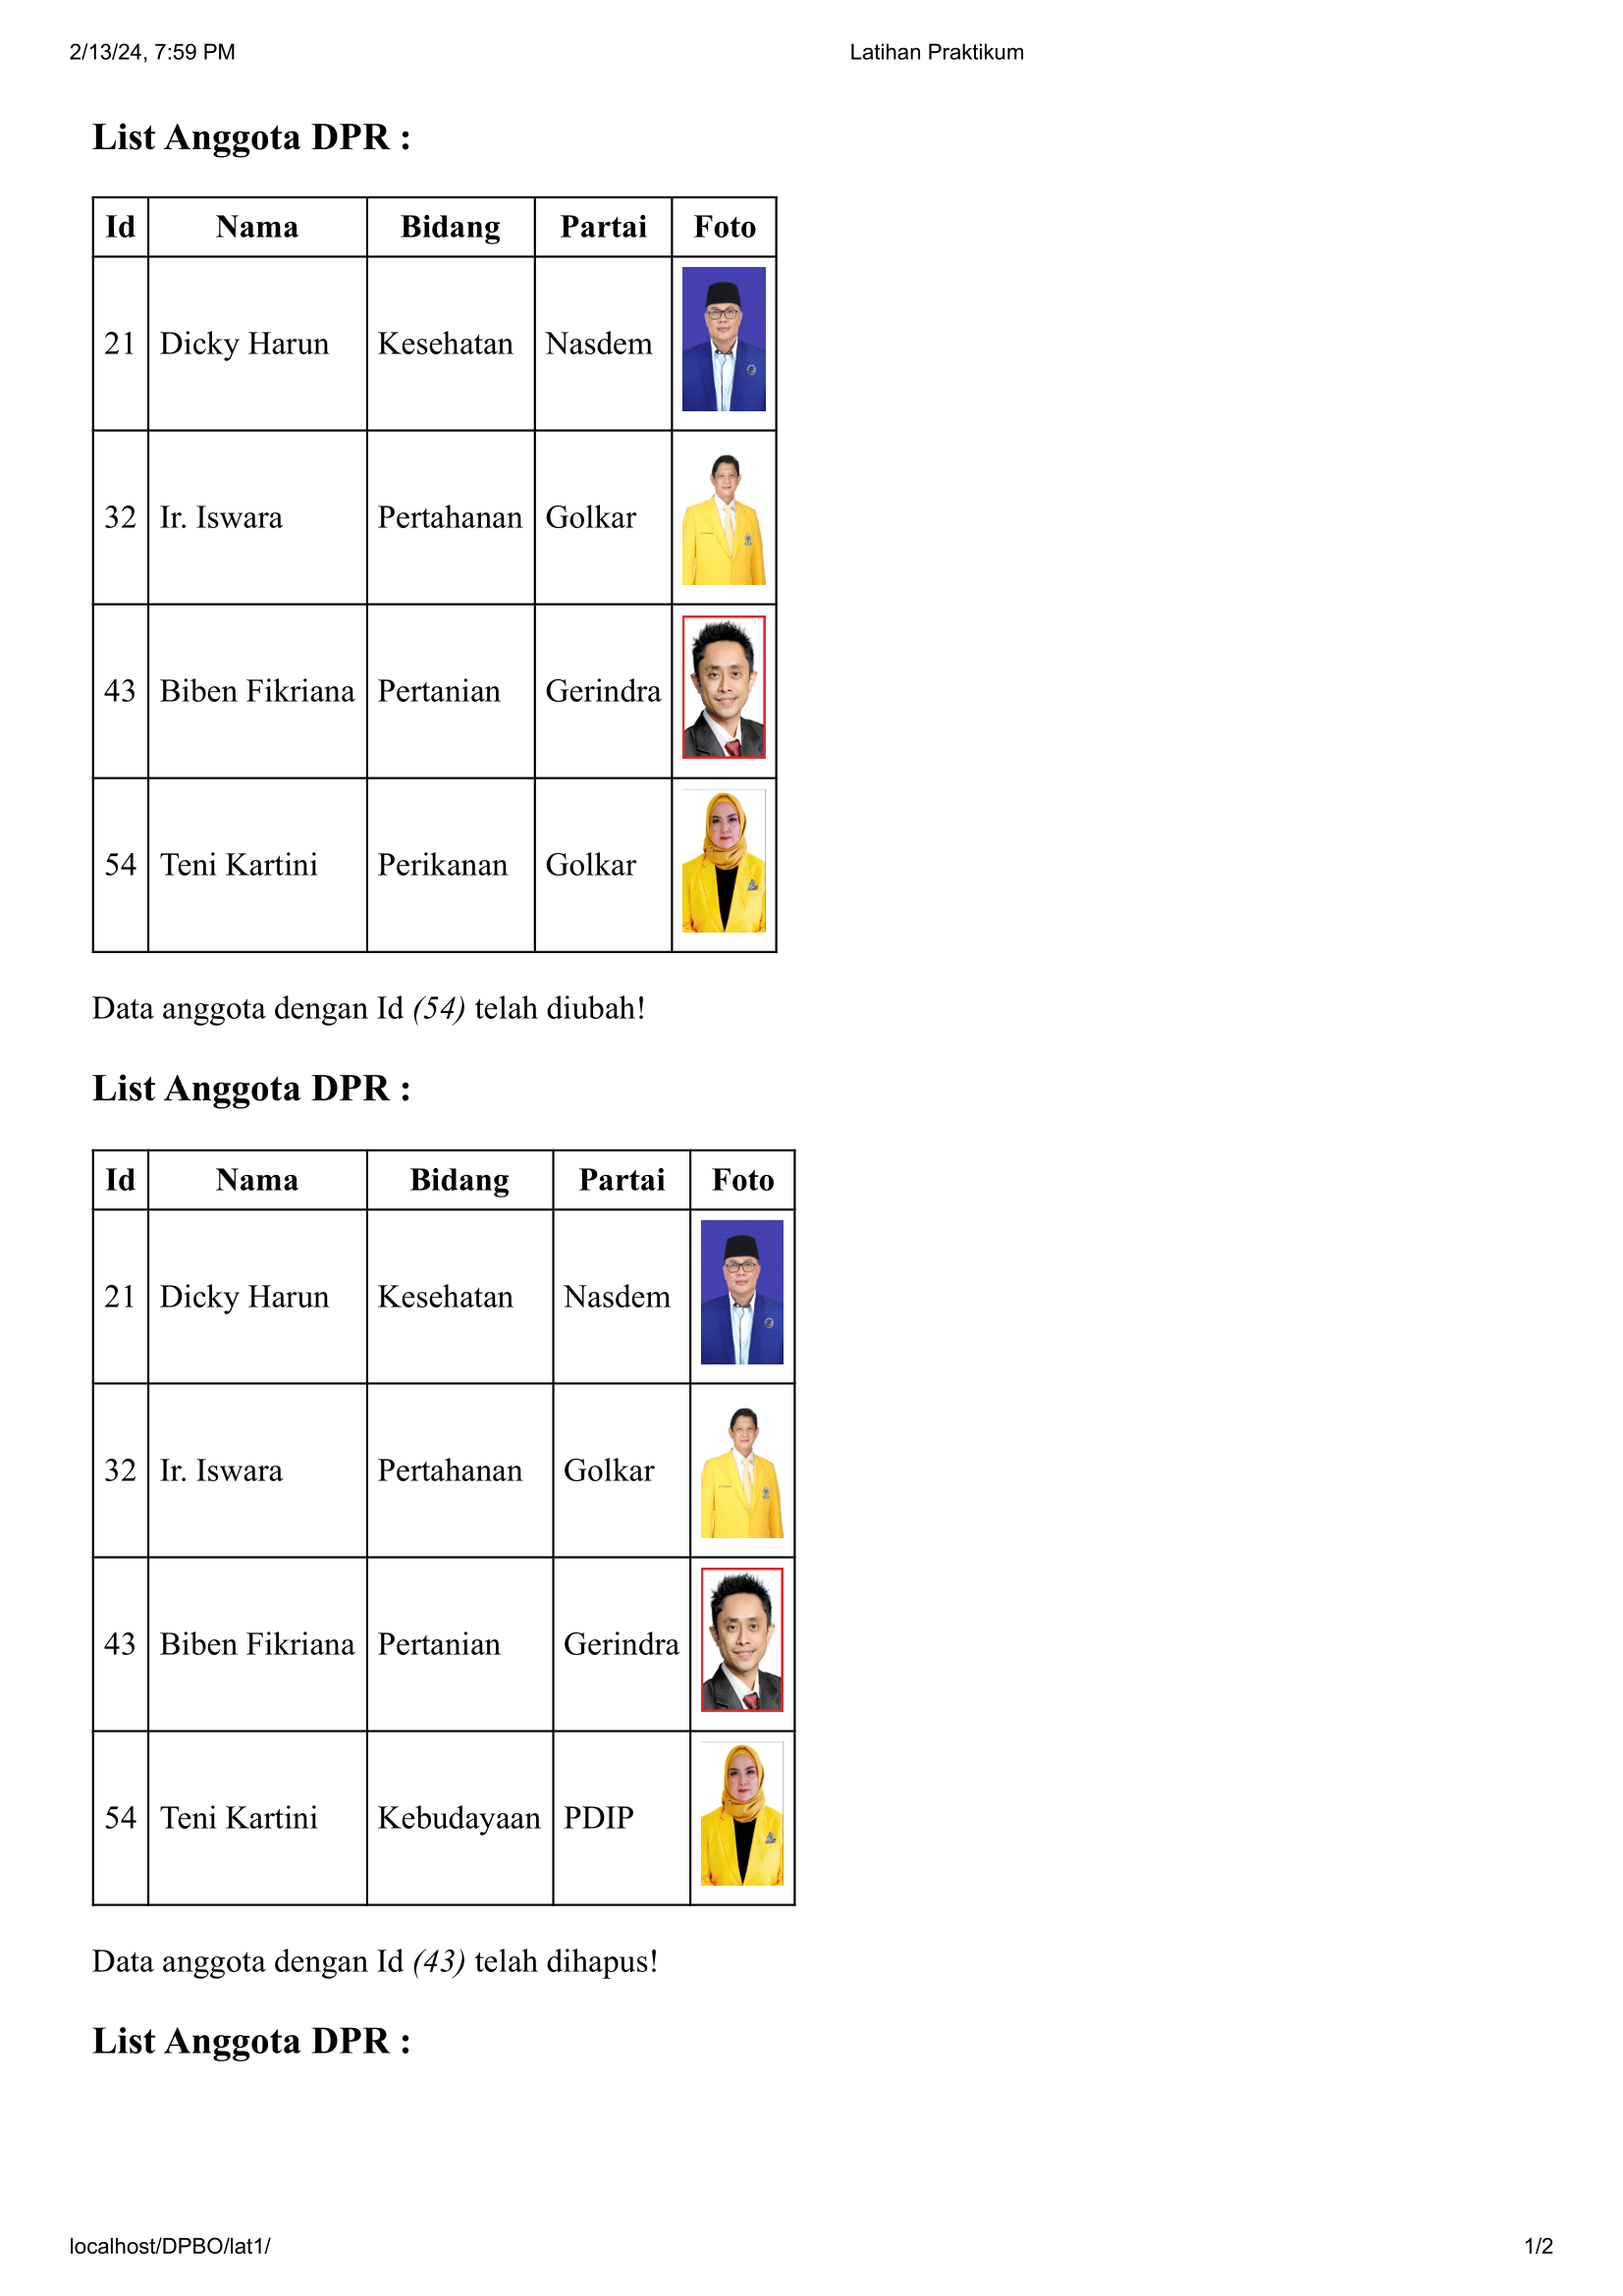 2/13/24, 7:59 PM Latihan Praktikum
List Anggota DPR :
Id Nama Bidang Partai Foto
21 Dicky Harun Kesehatan Nasdem
32 Ir. Iswara Pertahanan Golkar
43 Biben Fikriana Pertanian Gerindra
54 Teni Kartini Perikanan Golkar
Data anggota dengan Id (54) telah diubah!
List Anggota DPR :
Id Nama Bidang Partai Foto
21 Dicky Harun Kesehatan Nasdem
32 Ir. Iswara Pertahanan Golkar
43 Biben Fikriana Pertanian Gerindra
54 Teni Kartini Kebudayaan PDIP
Data anggota dengan Id (43) telah dihapus!
List Anggota DPR :
localhost/DPBO/lat1/ 1/2